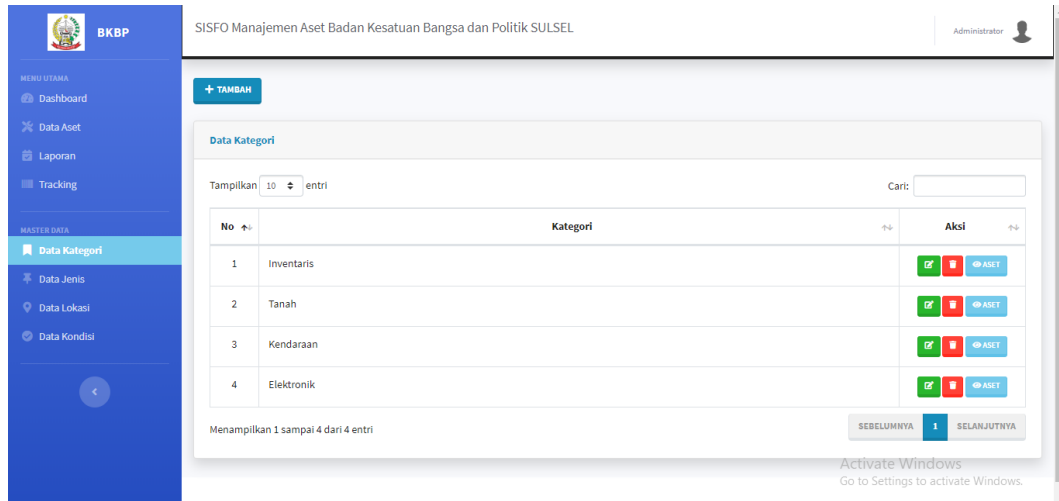 BKBP
SISFO Manajemen Aset Badan Kesatuan Bangsa dan Politik SULSEL
Administrator
MENU UTAMA
Dashboard
Data Aset
Laporan
Tracking
MASTER DATA
Data Kategori
Data Jenis
Data Lokasi
Data Kondisi
+ TAMBAH
Data Kategori
Tampilkan 10 entri
Cari:
No Kategori Aksi
1 Inventaris ASET
2 Tanah ASET
3 Kendaraan ASET
4 Elektronik ASET
Menampilkan 1 sampai 4 dari 4 entri
SEBELUMNYA 1 SELANJUTNYA
Activate Windows
Go to Settings to activate Windows.